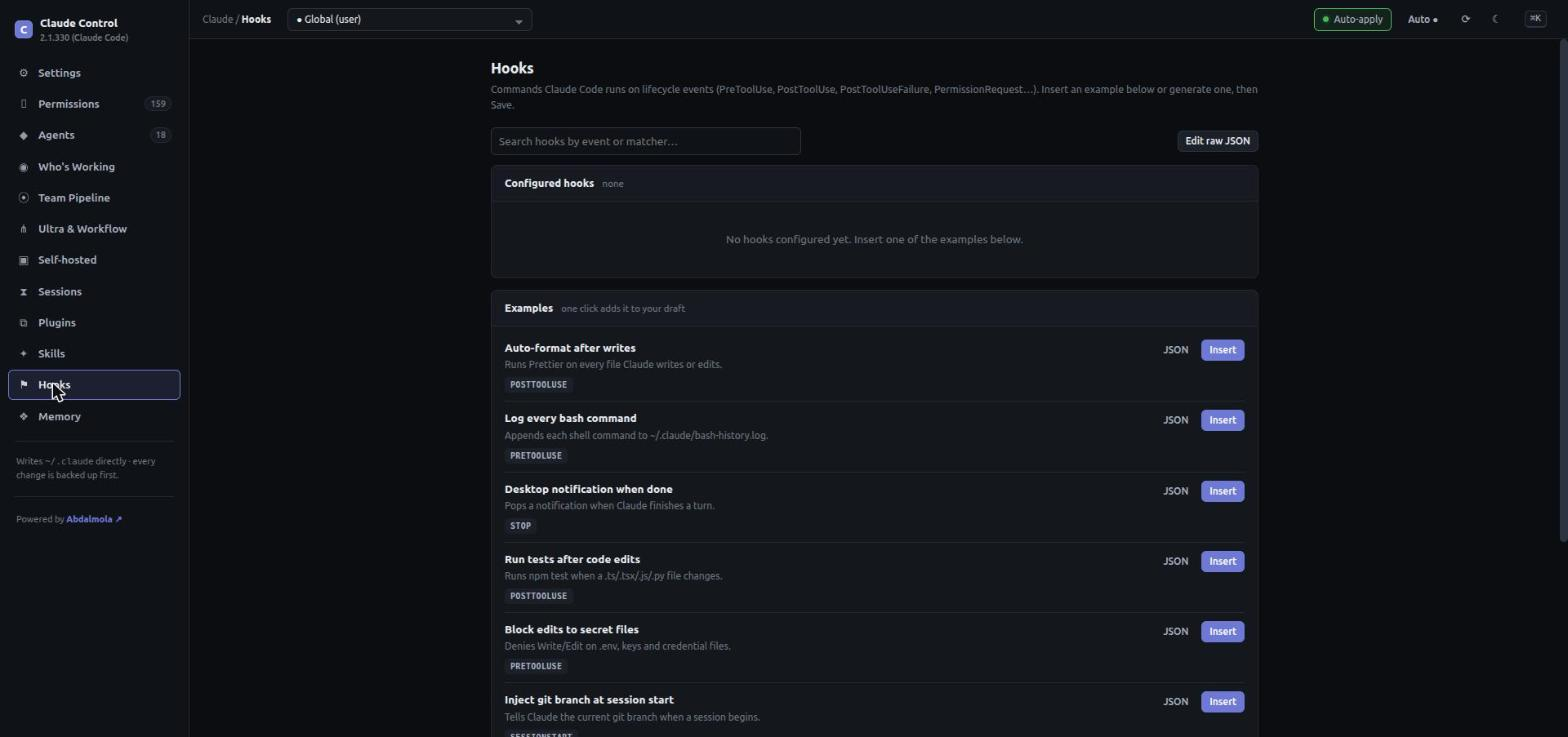 C
Claude Control
2.1.330 (Claude Code)
Settings
Permissions 159
Agents 18
Who's Working
Team Pipeline
Ultra & Workflow
Self-hosted
Sessions
Plugins
Skills
Hooks
Memory
Writes ~/.claude directly · every
change is backed up first.
Powered by Abdalmola ↗
Claude / Hooks
● Global (user)
Auto-apply
Auto ●
⌘K
Hooks
Commands Claude Code runs on lifecycle events (PreToolUse, PostToolUse, PostToolUseFailure, PermissionRequest…). Insert an example below or generate one, then
Save.
Search hooks by event or matcher…
Edit raw JSON
Configured hooks none
No hooks configured yet. Insert one of the examples below.
Examples one click adds it to your draft
Auto-format after writes
Runs Prettier on every file Claude writes or edits.
POSTTOOLUSE
JSON Insert
Log every bash command
Appends each shell command to ~/.claude/bash-history.log.
PRETOOLUSE
JSON Insert
Desktop notification when done
Pops a notification when Claude finishes a turn.
STOP
JSON Insert
Run tests after code edits
Runs npm test when a .ts/.tsx/.js/.py file changes.
POSTTOOLUSE
JSON Insert
Block edits to secret files
Denies Write/Edit on .env, keys and credential files.
PRETOOLUSE
JSON Insert
Inject git branch at session start
Tells Claude the current git branch when a session begins.
SESSIONSTART
JSON Insert